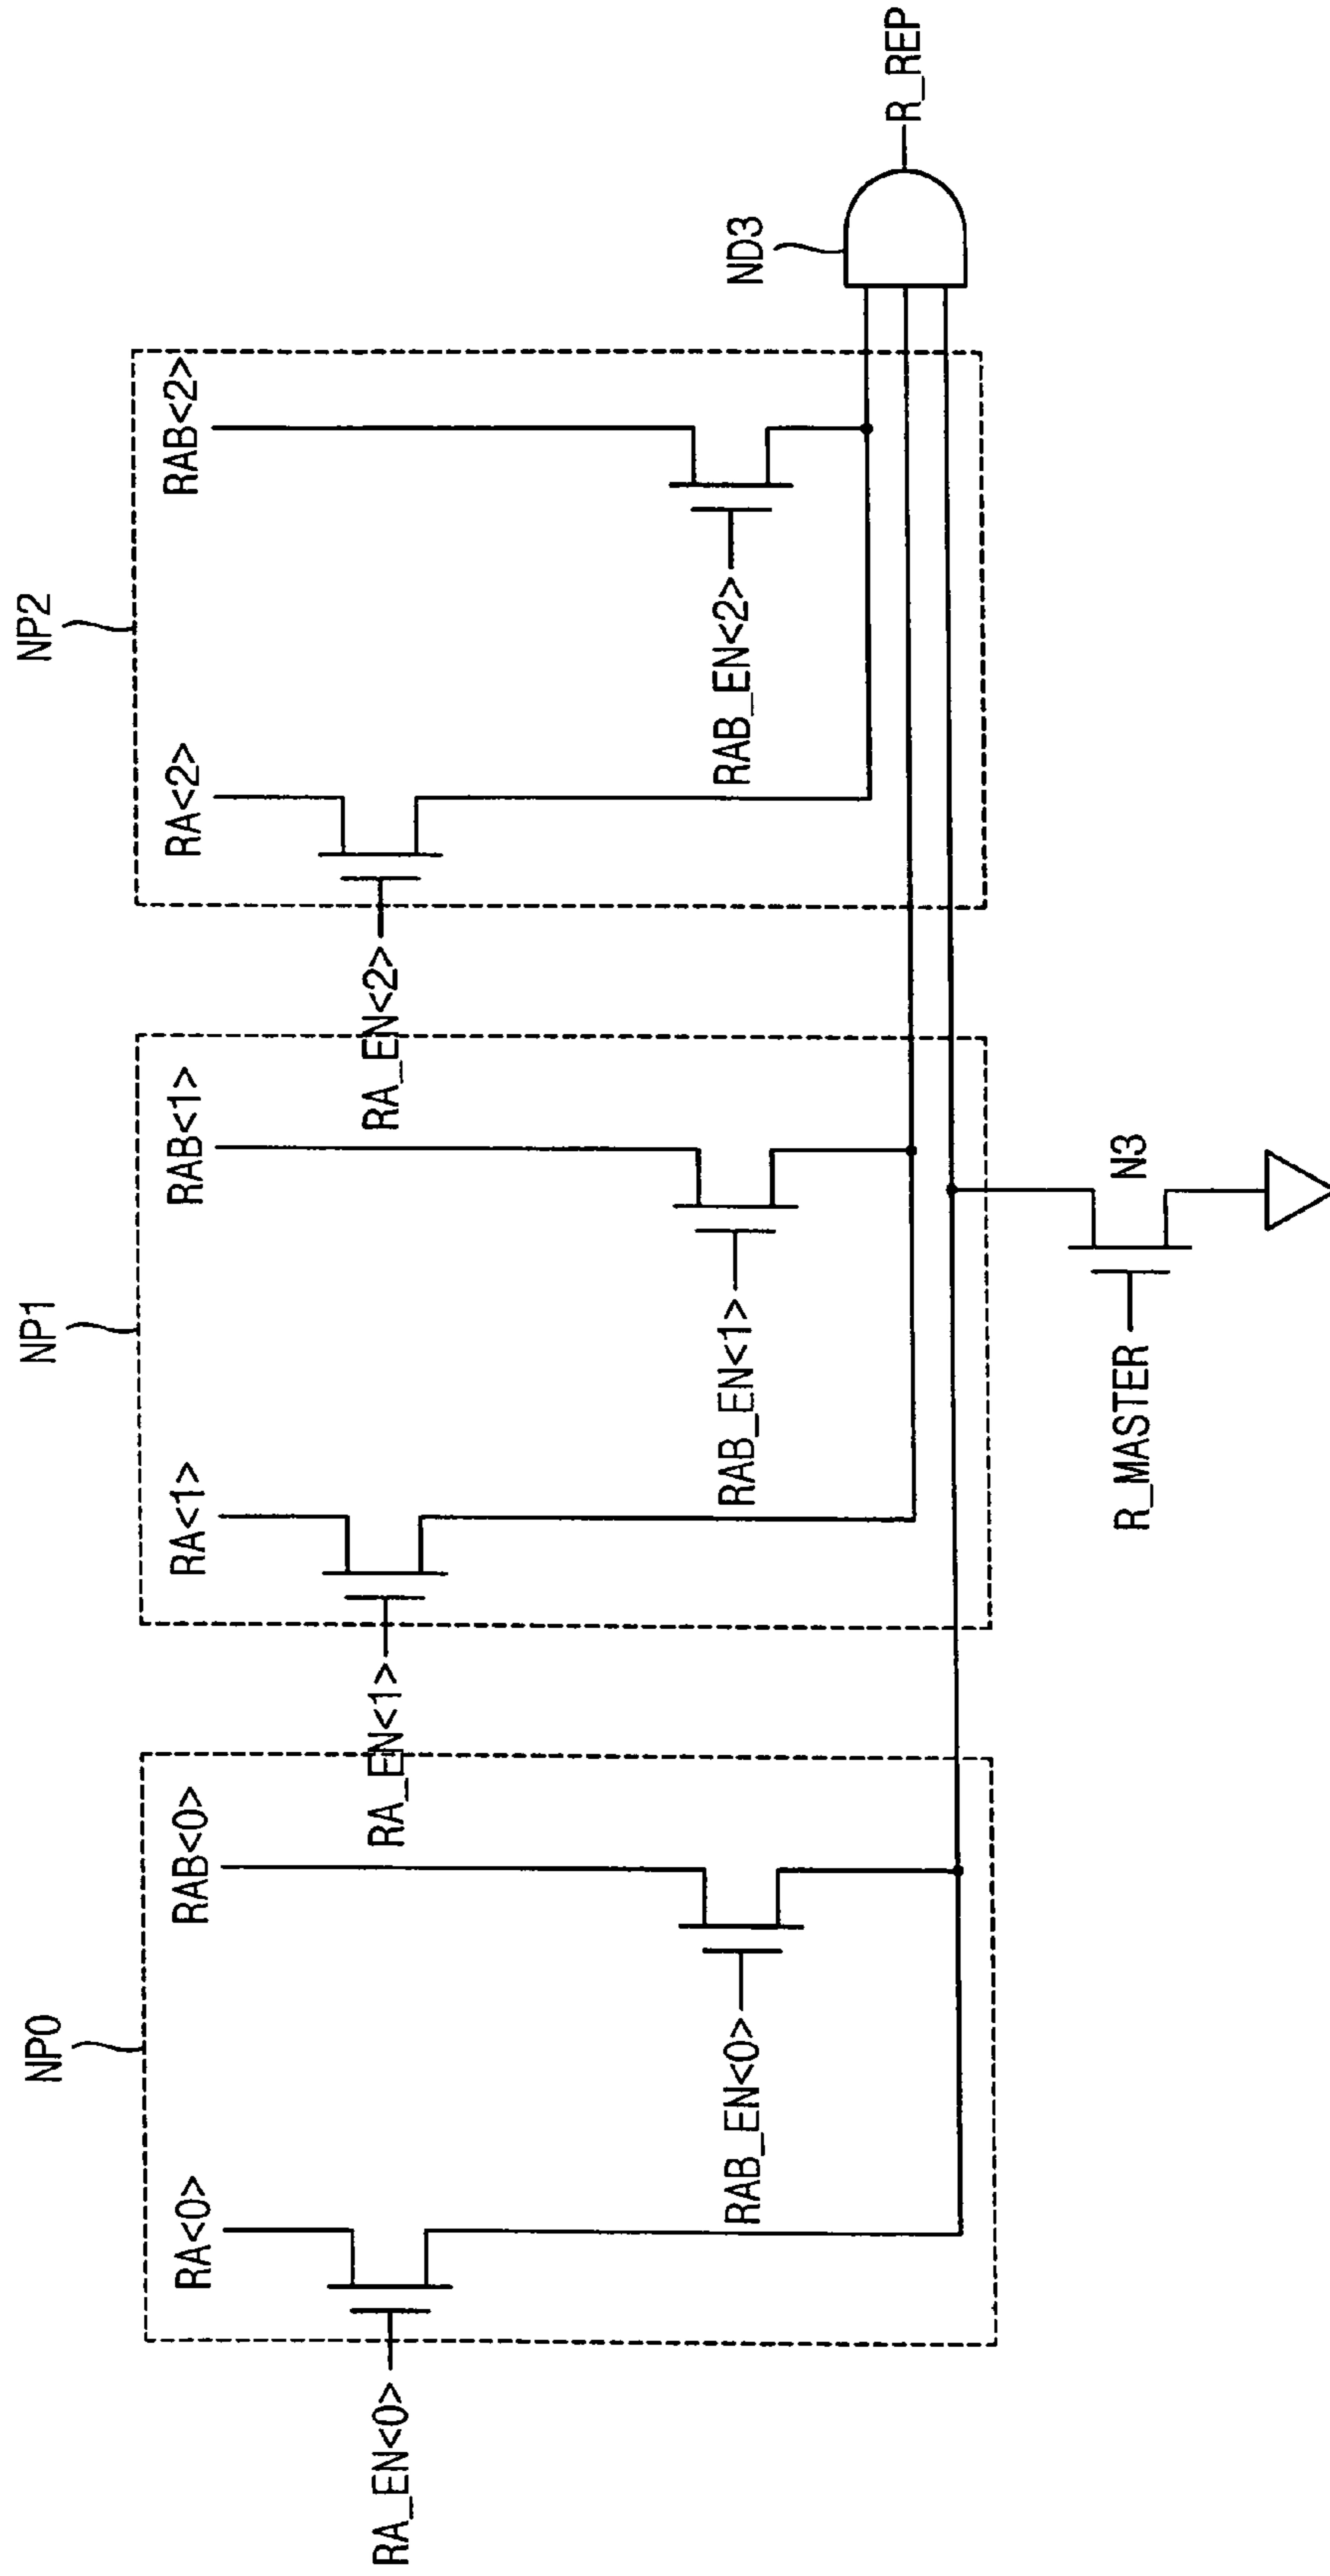 NP0
RA<0>
RAB<0>
RA_EN<0>
RAB_EN<0>
NP1
RA<1>
RAB<1>
RA_EN<1>
RAB_EN<1>
NP2
RA<2>
RAB<2>
RA_EN<2>
RAB_EN<2>
ND3
R_REP
R_MASTER
N3